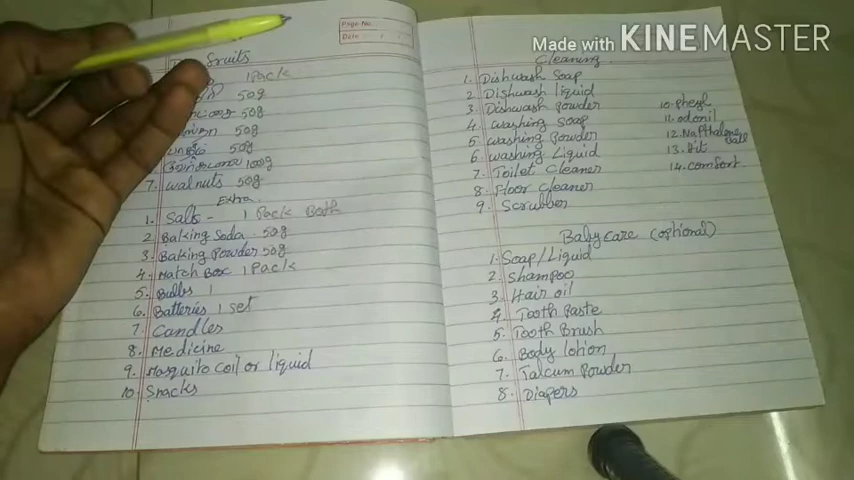 Made with KINEMASTER
Page No.
Date
Fruits
1 Pack
50g
50g
50g
50g
100g
7. walnuts 50g
Extra
1. Salt - 1 Pack Both
2. Baking Soda 50g
3. Baking Powder 50g
4. Match Box 1 Pack
5. Bulbs 1
6. Batteries 1 set
7. Candles
8. Medicine
9. Mosquito coil or liquid
10. Snacks
Cleaning
1. Dishwash Soap
2. Dishwash liquid
3. Dishwash Powder
4. washing Soap
5. washing Powder
6. washing Liquid
7. Toilet Cleaner
8. Floor Cleaner
9. Scrubber
10. phenyl
11. odonil
12. Napthalene
Ball
13. Hit
14. comfort
Baby care (optional)
1. Soap/Liquid
2. Shampoo
3. Hair oil
4. Tooth Paste
5. Tooth Brush
6. Body lotion
7. Talcum Powder
8. Diapers